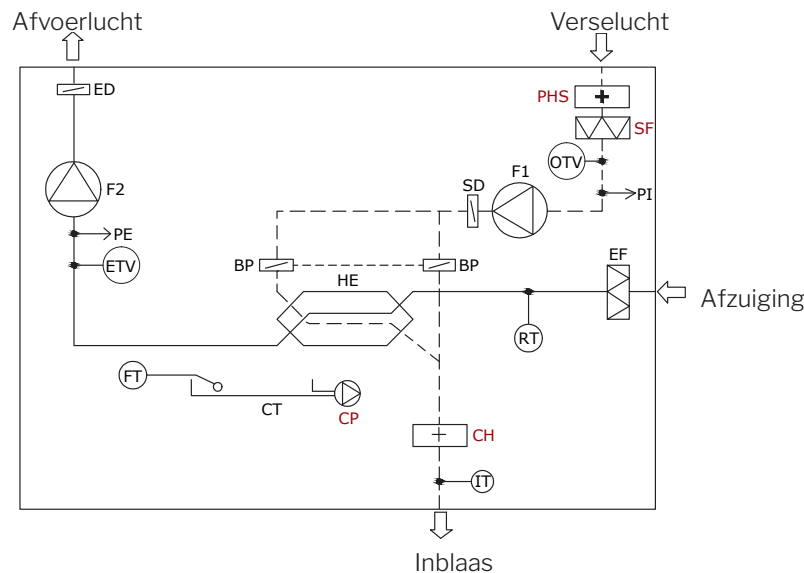 Afvoerlucht
Verselucht
ED
PHS
SF
OTV
F1
SD
F2
PI
PE
ETV
BP
BP
EF
HE
Afzuiging
RT
FT
CT
CP
CH
IT
Inblaas